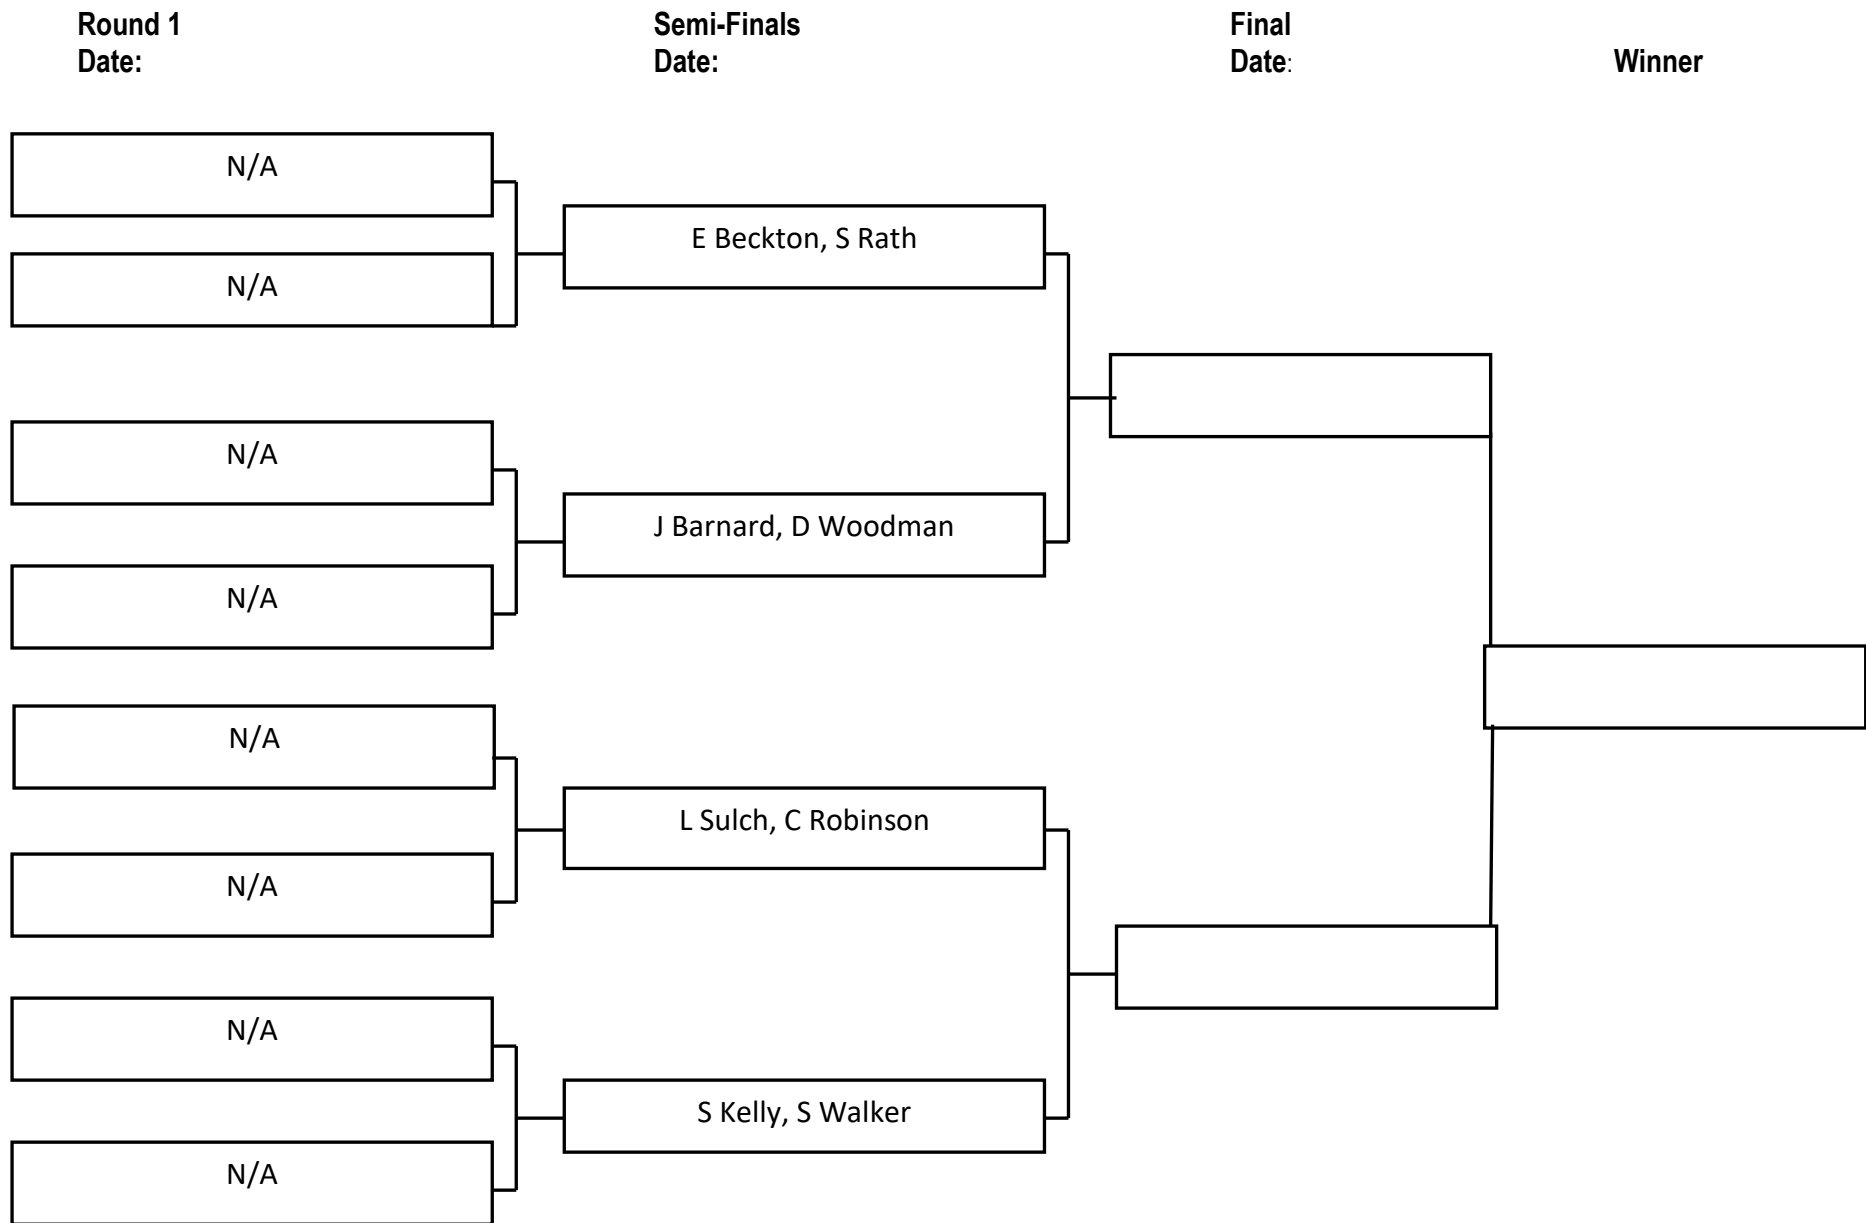 Round 1
Date:
Semi-Finals
Date:
Final
Date:
Winner
N/A
N/A
N/A
N/A
N/A
N/A
N/A
N/A
E Beckton, S Rath
J Barnard, D Woodman
L Sulch, C Robinson
S Kelly, S Walker